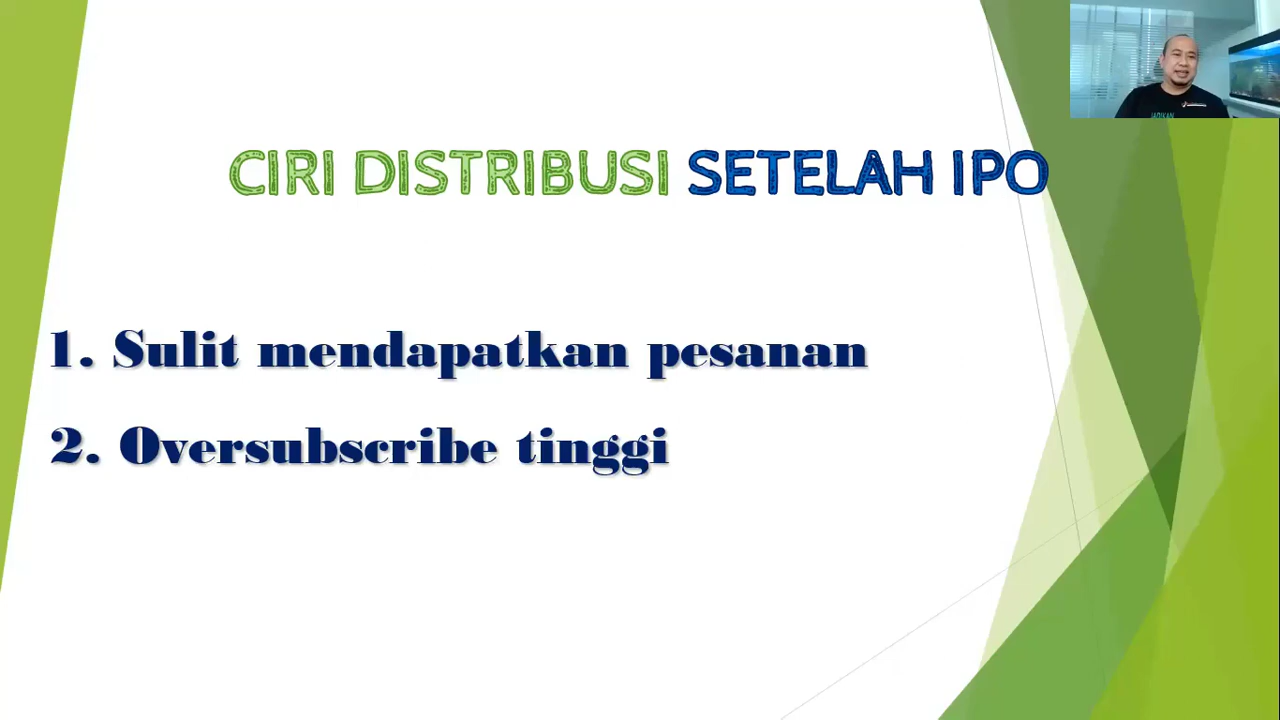 CIRI DISTRIBUSI SETELAH IPO
1. Sulit mendapatkan pesanan
2. Oversubscribe tinggi